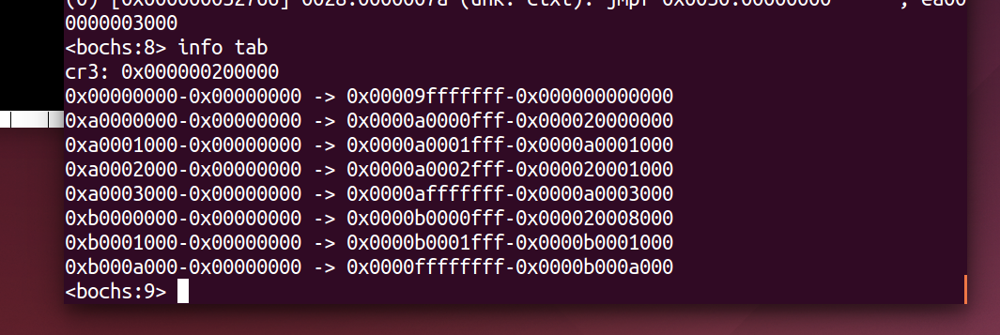 (0) [0x000000032766] 0028:0000007a (unk. ctxt): jmpf 0x0030:00000000 ; ea00
0000003000
<bochs:8> info tab
cr3: 0x000000200000
0x00000000-0x00000000 -> 0x00009fffffff-0x000000000000
0xa0000000-0x00000000 -> 0x0000a0000fff-0x000020000000
0xa0001000-0x00000000 -> 0x0000a0001fff-0x0000a0001000
0xa0002000-0x00000000 -> 0x0000a0002fff-0x000020001000
0xa0003000-0x00000000 -> 0x0000afffffff-0x0000a0003000
0xb0000000-0x00000000 -> 0x0000b0000fff-0x000020008000
0xb0001000-0x00000000 -> 0x0000b0001fff-0x0000b0001000
0xb000a000-0x00000000 -> 0x0000ffffffff-0x0000b000a000
<bochs:9>